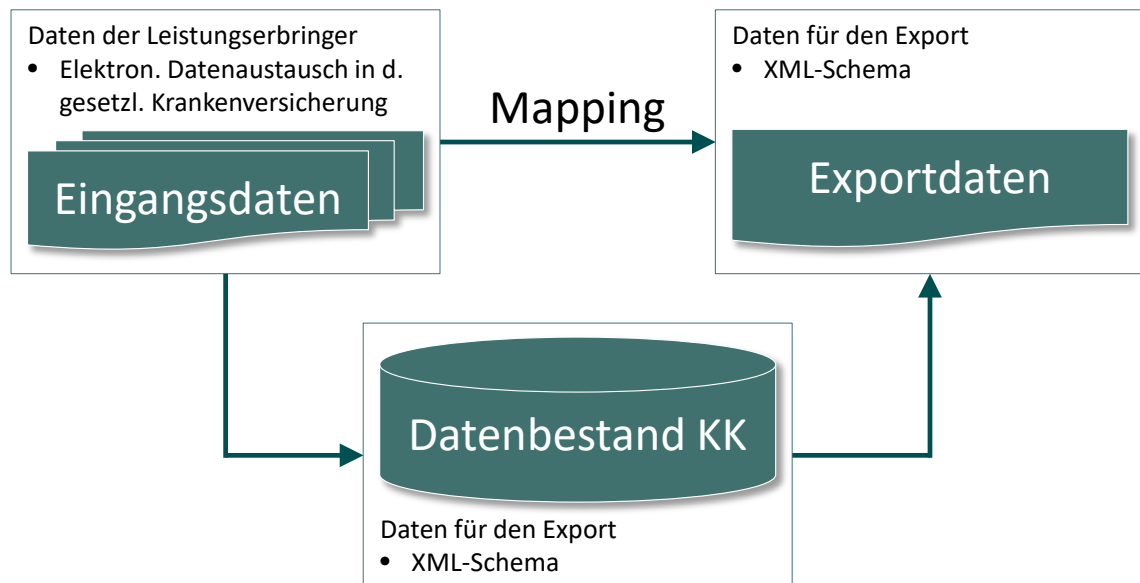 Daten der Leistungserbringer
• Elektron. Datenaustausch in d.
gesetzl. Krankenversicherung
Eingangsdaten
Mapping
Daten für den Export
• XML-Schema
Exportdaten
Datenbestand KK
Daten für den Export
• XML-Schema